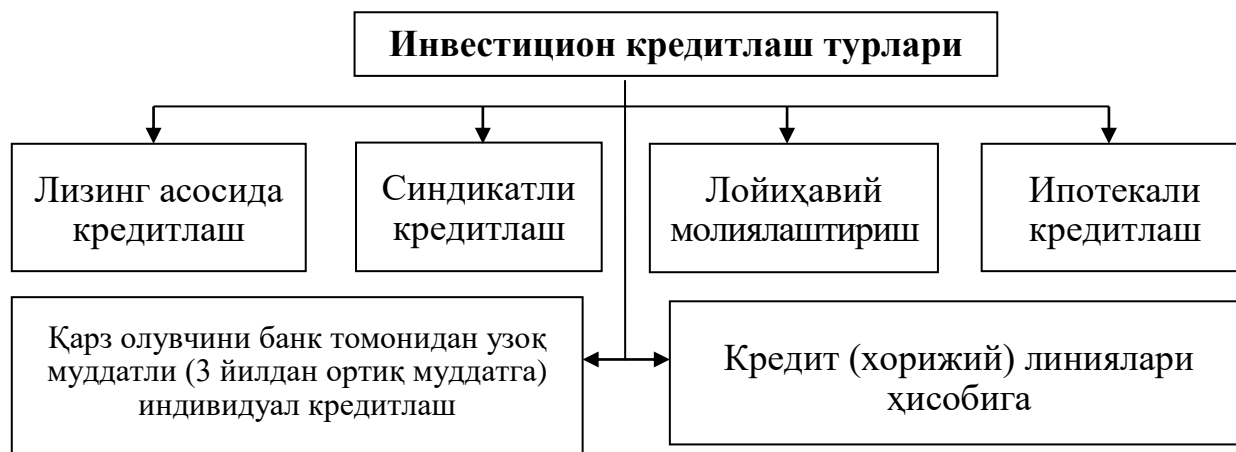 Инвестицион кредитлаш турлари
Лизинг асосида
кредитлаш
Синдикатли
кредитлаш
Лойиҳавий
молиялаштириш
Ипотекали
кредитлаш
Қарз олувчини банк томонидан узоқ
муддатли (3 йилдан ортиқ муддатга)
индивидуал кредитлаш
Кредит (хорижий) линиялари
ҳисобига